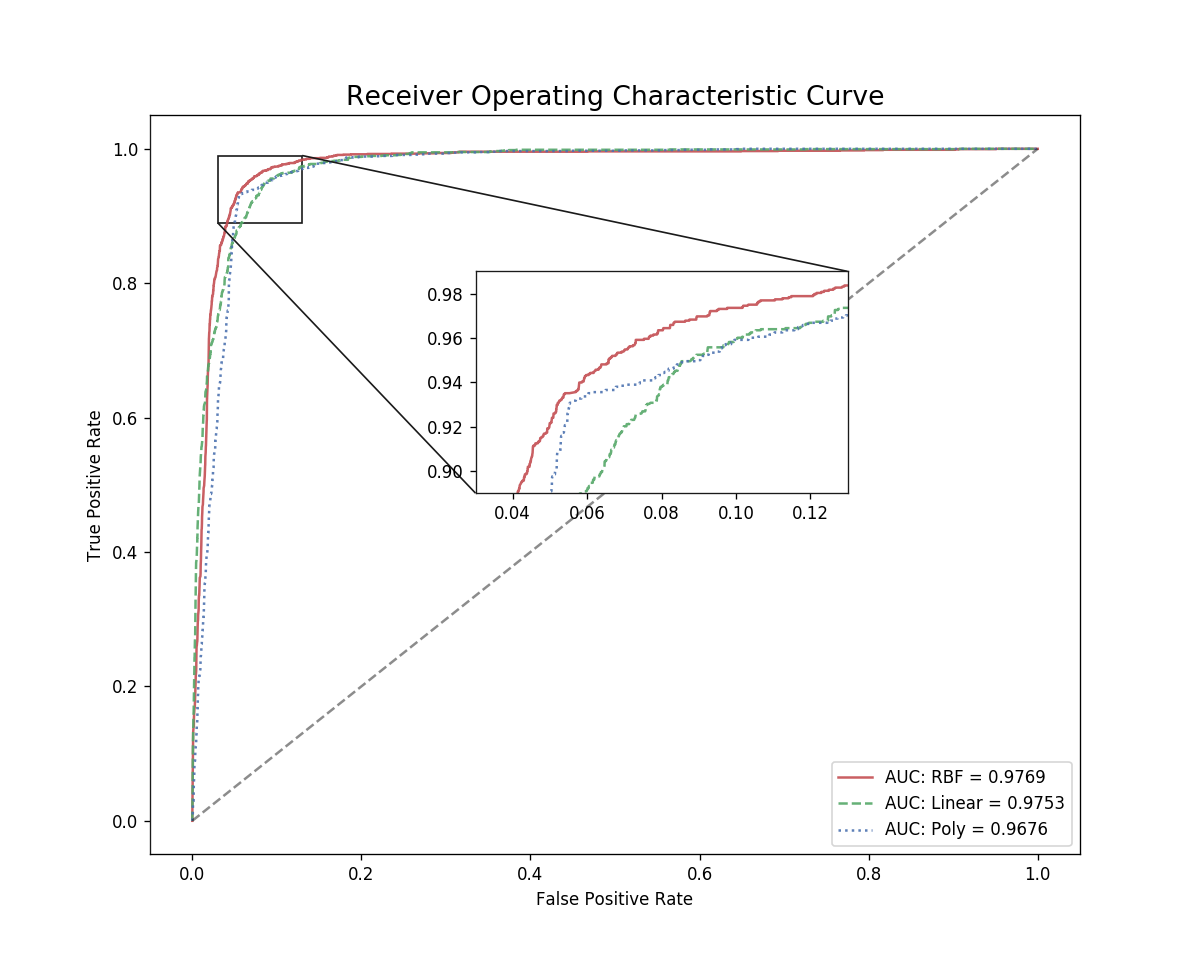 Receiver Operating Characteristic Curve
1.0
0.8
0.6
0.4
0.2
0.0
True Positive Rate
0.98
0.96
0.94
0.92
0.90
0.04 0.06 0.08 0.10 0.12
AUC: RBF = 0.9769
AUC: Linear = 0.9753
AUC: Poly = 0.9676
0.0 0.2 0.4 0.6 0.8 1.0
False Positive Rate